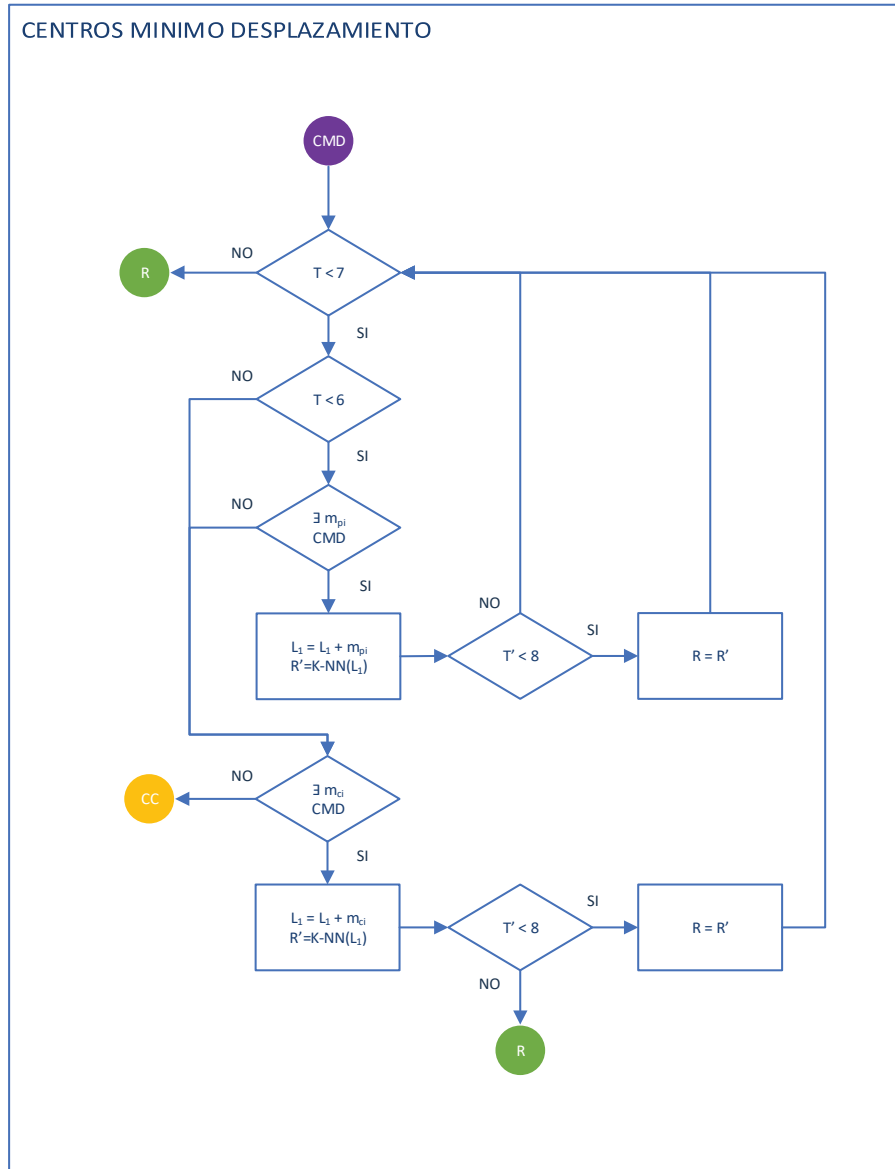 CENTROS MINIMO DESPLAZAMIENTO
CMD
NO
R
T < 7
SI
NO
T < 6
SI
NO
∃ mpi
CMD
SI
NO
SI
L1 = L1 + mpi
R’=K-NN(L1)
T’ < 8
R = R’
NO
CC
∃ mci
CMD
SI
SI
L1 = L1 + mci
R’=K-NN(L1)
T’ < 8
R = R’
NO
R